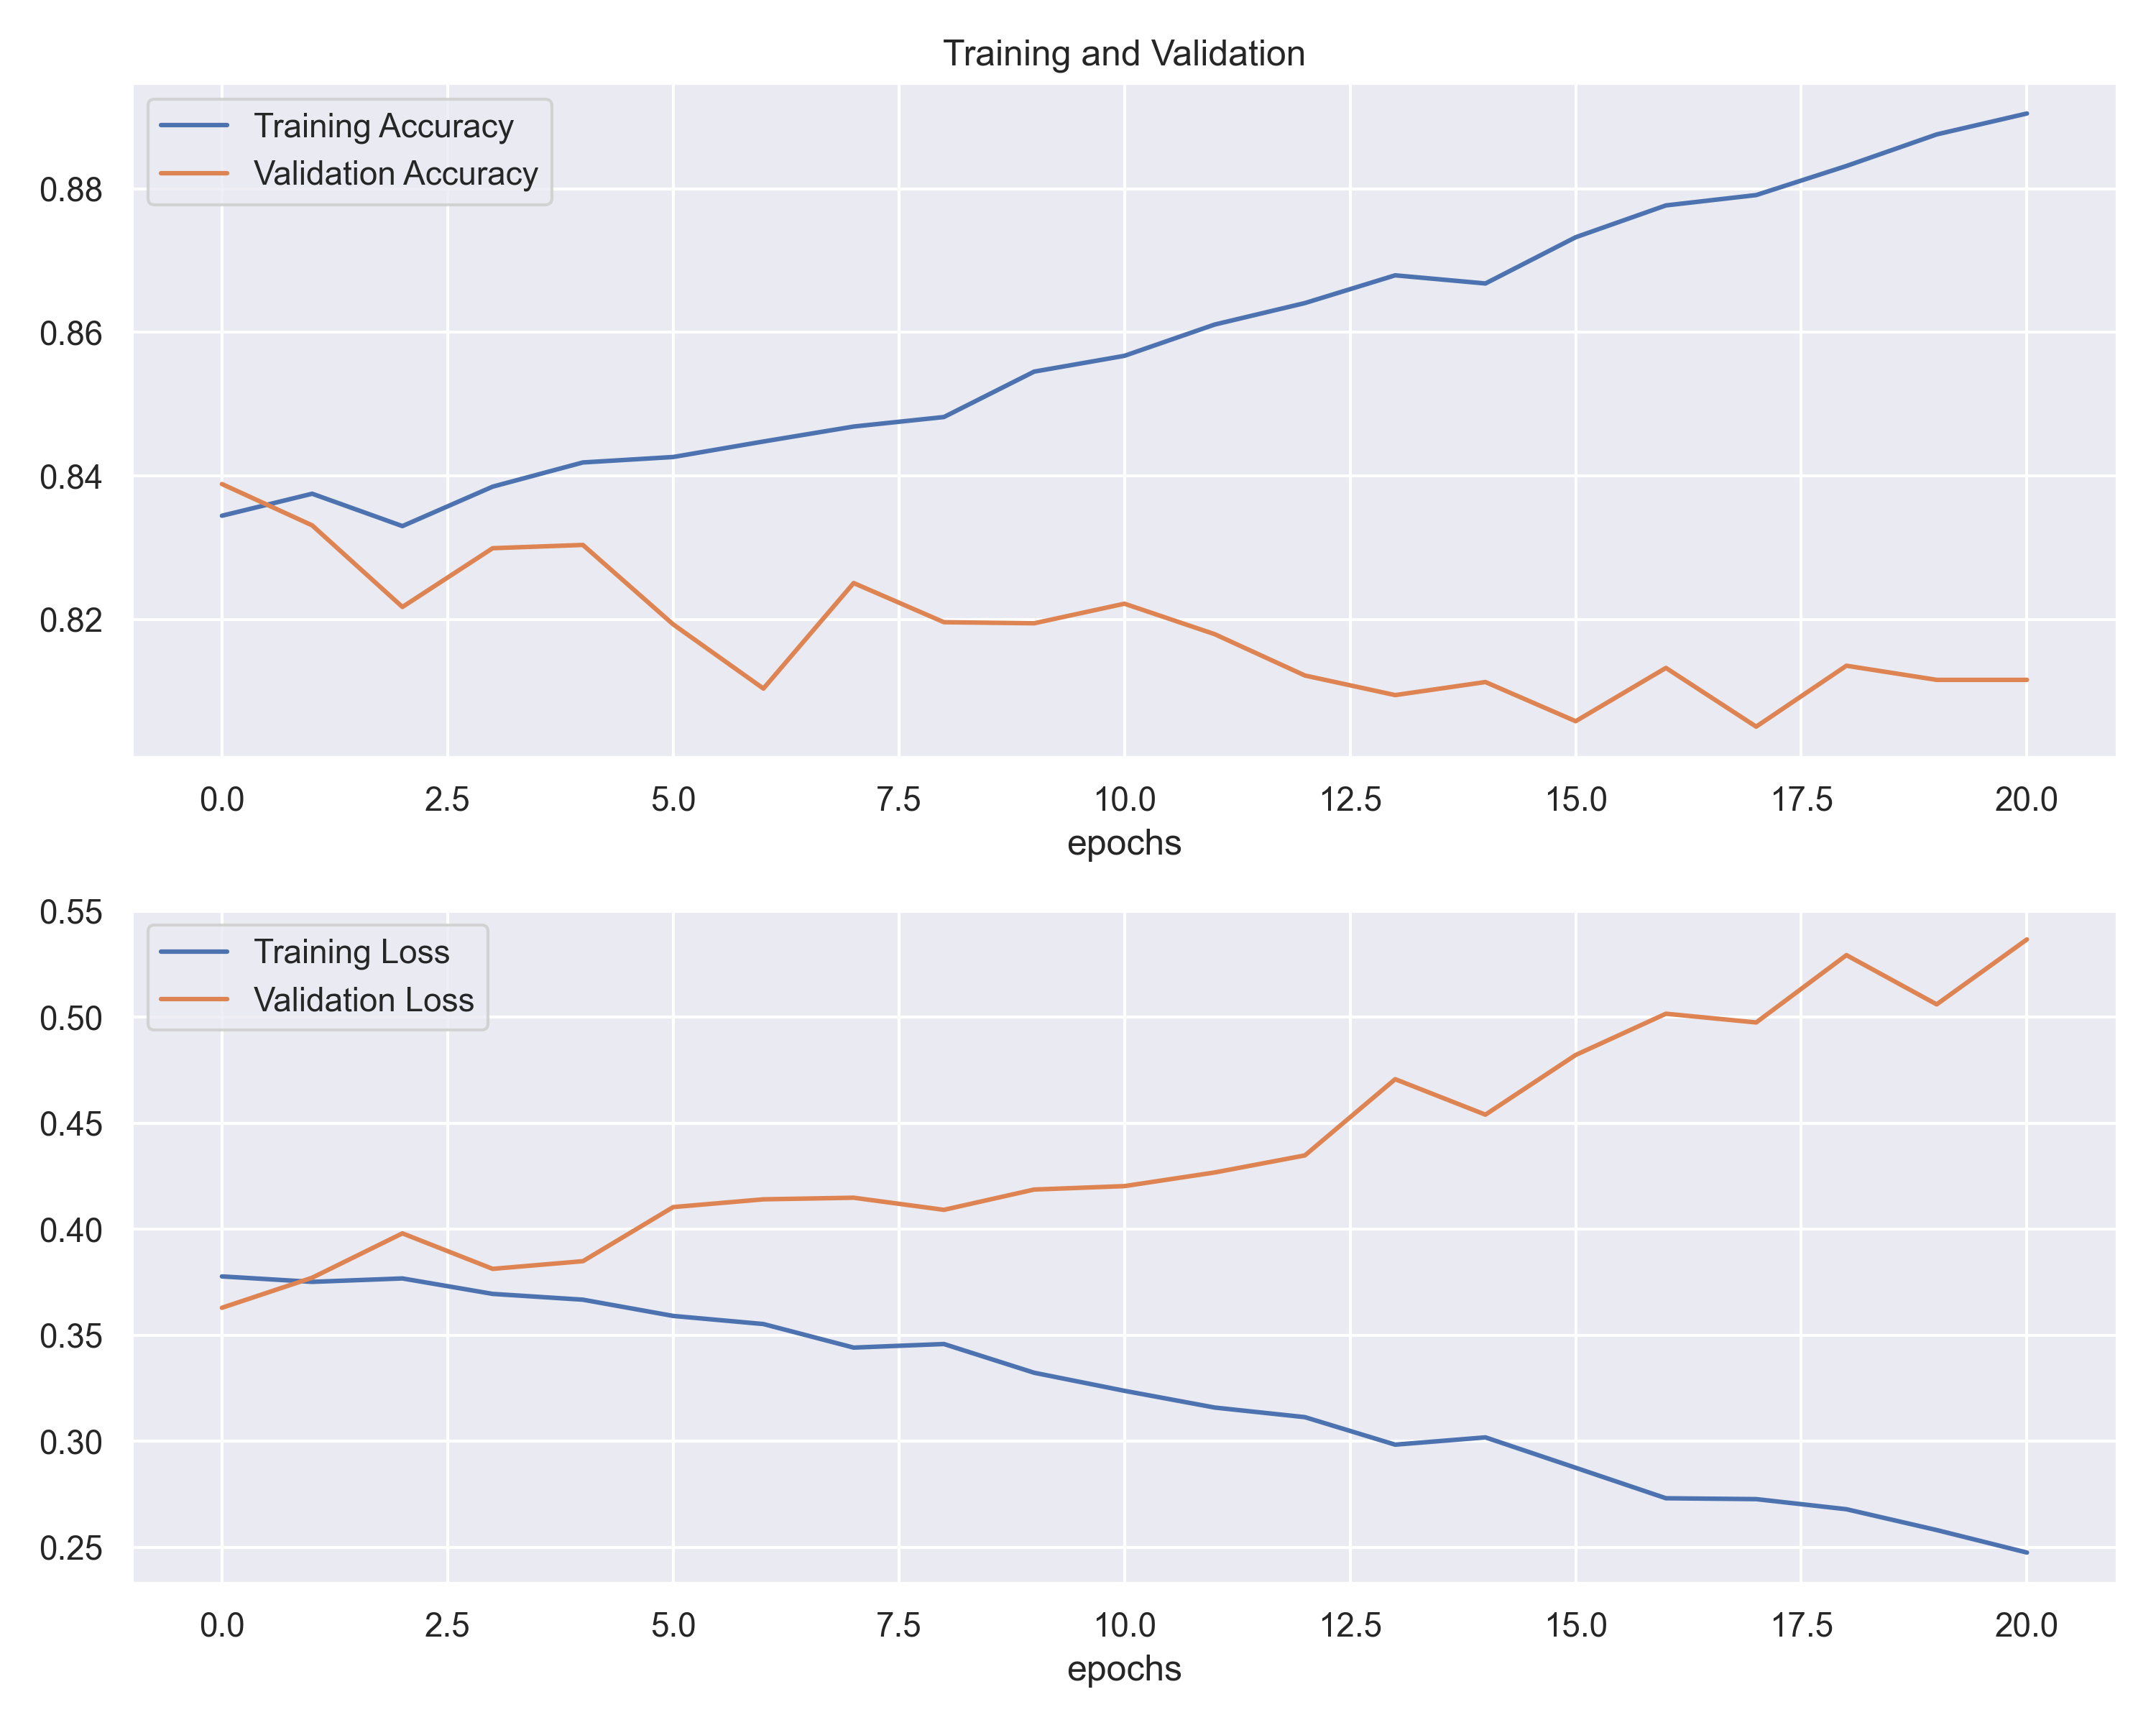 Training and Validation
Training Accuracy
Validation Accuracy
0.88
0.86
0.84
0.82
0.0 2.5 5.0 7.5 10.0 12.5 15.0 17.5 20.0
epochs
Training Loss
Validation Loss
0.55
0.50
0.45
0.40
0.35
0.30
0.25
0.0 2.5 5.0 7.5 10.0 12.5 15.0 17.5 20.0
epochs